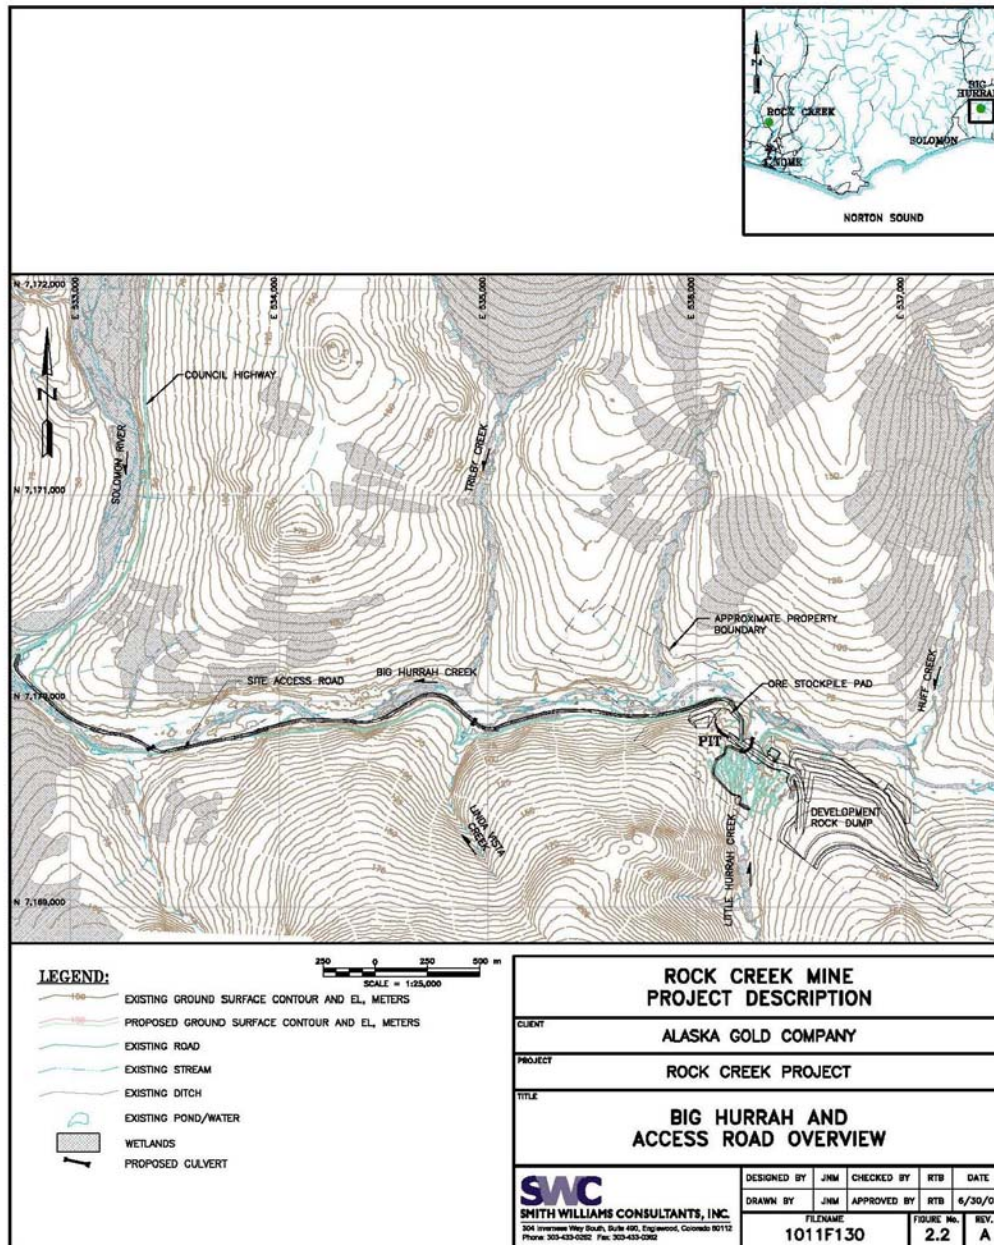 N
BIG
HURRAH
ROCK CREEK
SOLOMON
NOME
NORTON SOUND
N 7,172,000
E 533,000
E 534,000
E 535,000
E 536,000
E 537,000
COUNCIL HIGHWAY
N
SOLOMON RIVER
TRILBY CREEK
N 7,171,000
APPROXIMATE PROPERTY
BOUNDARY
HUFF CREEK
BIG HURRAH CREEK
SITE ACCESS ROAD
ORE STOCKPILE PAD
N 7,170,000
PIT
DEVELOPMENT
ROCK DUMP
LINDA VISTA
CREEK
LITTLE HURRAH CREEK
N 7,169,000
LEGEND:
250 0 250 500 m
SCALE = 1:25,000
100 EXISTING GROUND SURFACE CONTOUR AND EL, METERS
100 PROPOSED GROUND SURFACE CONTOUR AND EL, METERS
EXISTING ROAD
EXISTING STREAM
EXISTING DITCH
EXISTING POND/WATER
WETLANDS
PROPOSED CULVERT
ROCK CREEK MINE
PROJECT DESCRIPTION
CLIENT
ALASKA GOLD COMPANY
PROJECT
ROCK CREEK PROJECT
TITLE
BIG HURRAH AND
ACCESS ROAD OVERVIEW
SWC
SMITH WILLIAMS CONSULTANTS, INC.
304 Inverness Way South, Suite 490, Englewood, Colorado 80112
Phone: 303-433-0262 Fax: 303-433-0362
DESIGNED BY JNM CHECKED BY RTB DATE
DRAWN BY JNM APPROVED BY RTB 6/30/0
FILENAME FIGURE No. REV.
1011F130 2.2 A